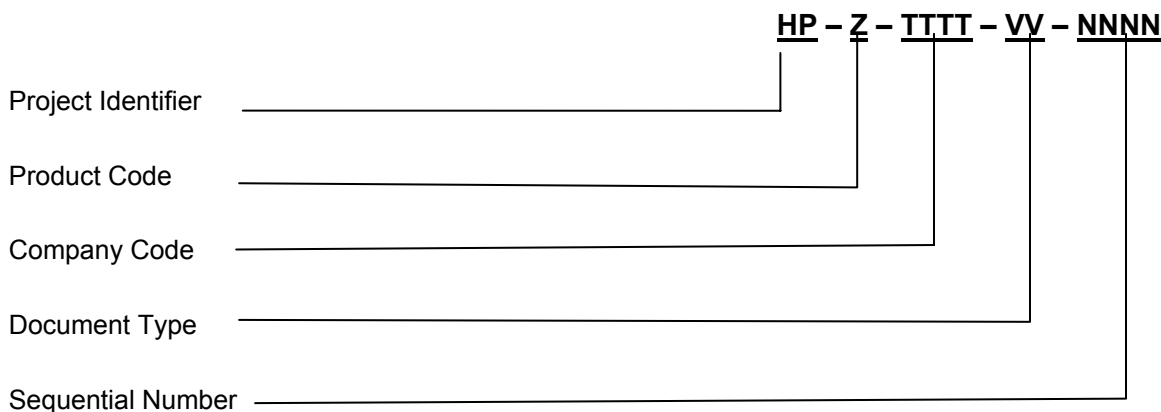 HP – Z – TTTT – VV – NNNN
Project Identifier
Product Code
Company Code
Document Type
Sequential Number